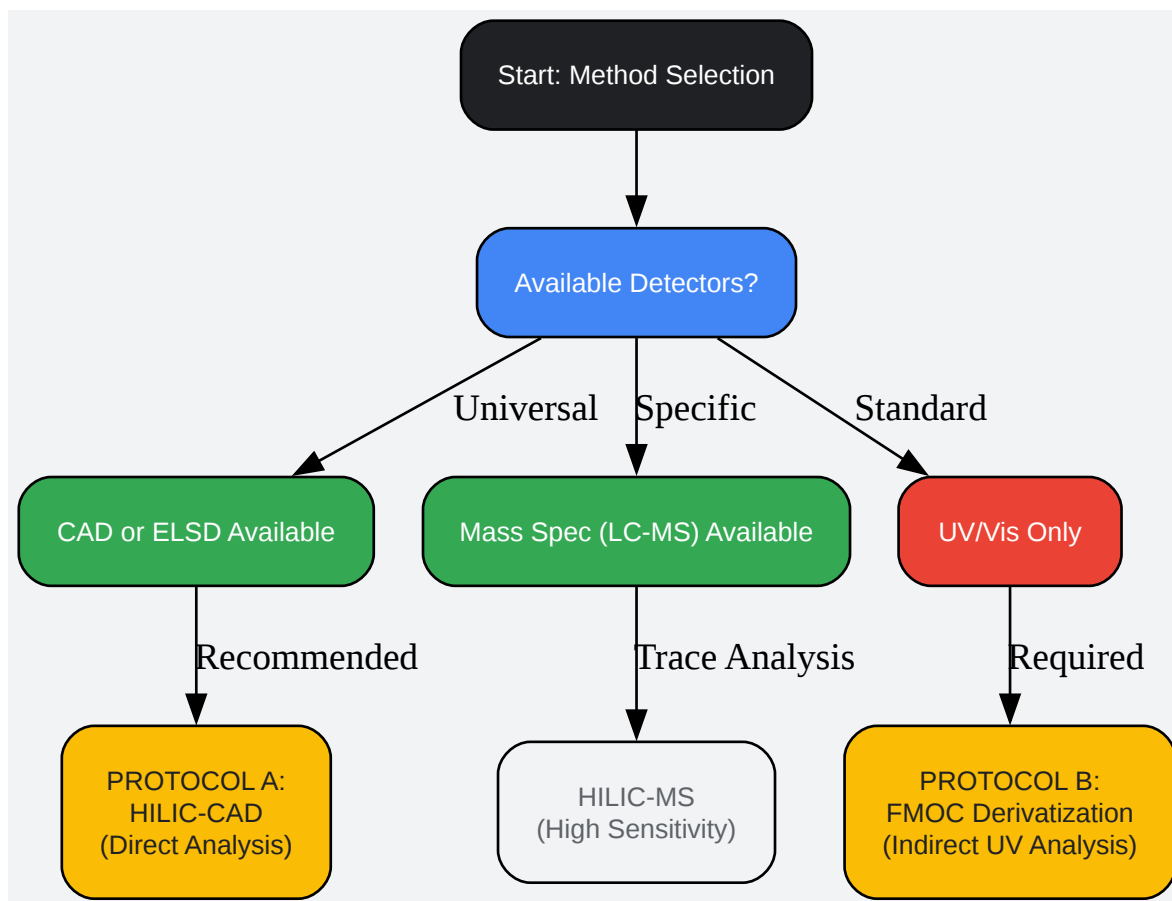 Start: Method Selection
Available Detectors?
Universal
Specific
Standard
CAD or ELSD Available
Mass Spec (LC-MS) Available
UV/Vis Only
Recommended
Trace Analysis
Required
PROTOCOL A:
HILIC-CAD
(Direct Analysis)
HILIC-MS
(High Sensitivity)
PROTOCOL B:
FMOC Derivatization
(Indirect UV Analysis)